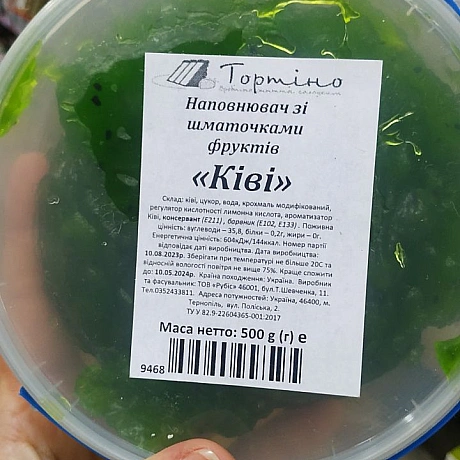 Тортіно
Наповнювач зі
шматочками
фруктів
«Ківі»
Склад: ківі, цукор, вода, крохмаль модифікований,
регулятор кислотності лимонна кислота, ароматизатор
Ківі, консервант (Е211), барвник (Е102, Е133). Поживна
цінність: вуглеводи – 35,8, білки – 0,2г, жири – 0г.
Енергетична цінність: 604кДж/144ккал. Номер партії
відповідає даті виробництва. Дата виробництва:
10.08.2023р. Зберігати при температурі не більше 20С та
відносній вологості повітря не вище 75%. Краще спожити
до: 10.05.2024р. Країна походження: Україна. Виробник
та фасувальник: ТОВ «Рубіс» 46001, бул.Т.Шевченка, 11.
Тел.0352433811. Адреса потужностей: Україна, 46400, м.
Тернопіль, вул. Поліська, 2.
ТУ У 82.9-22604365-001:2017
Маса нетто: 500 g (г) е
9468